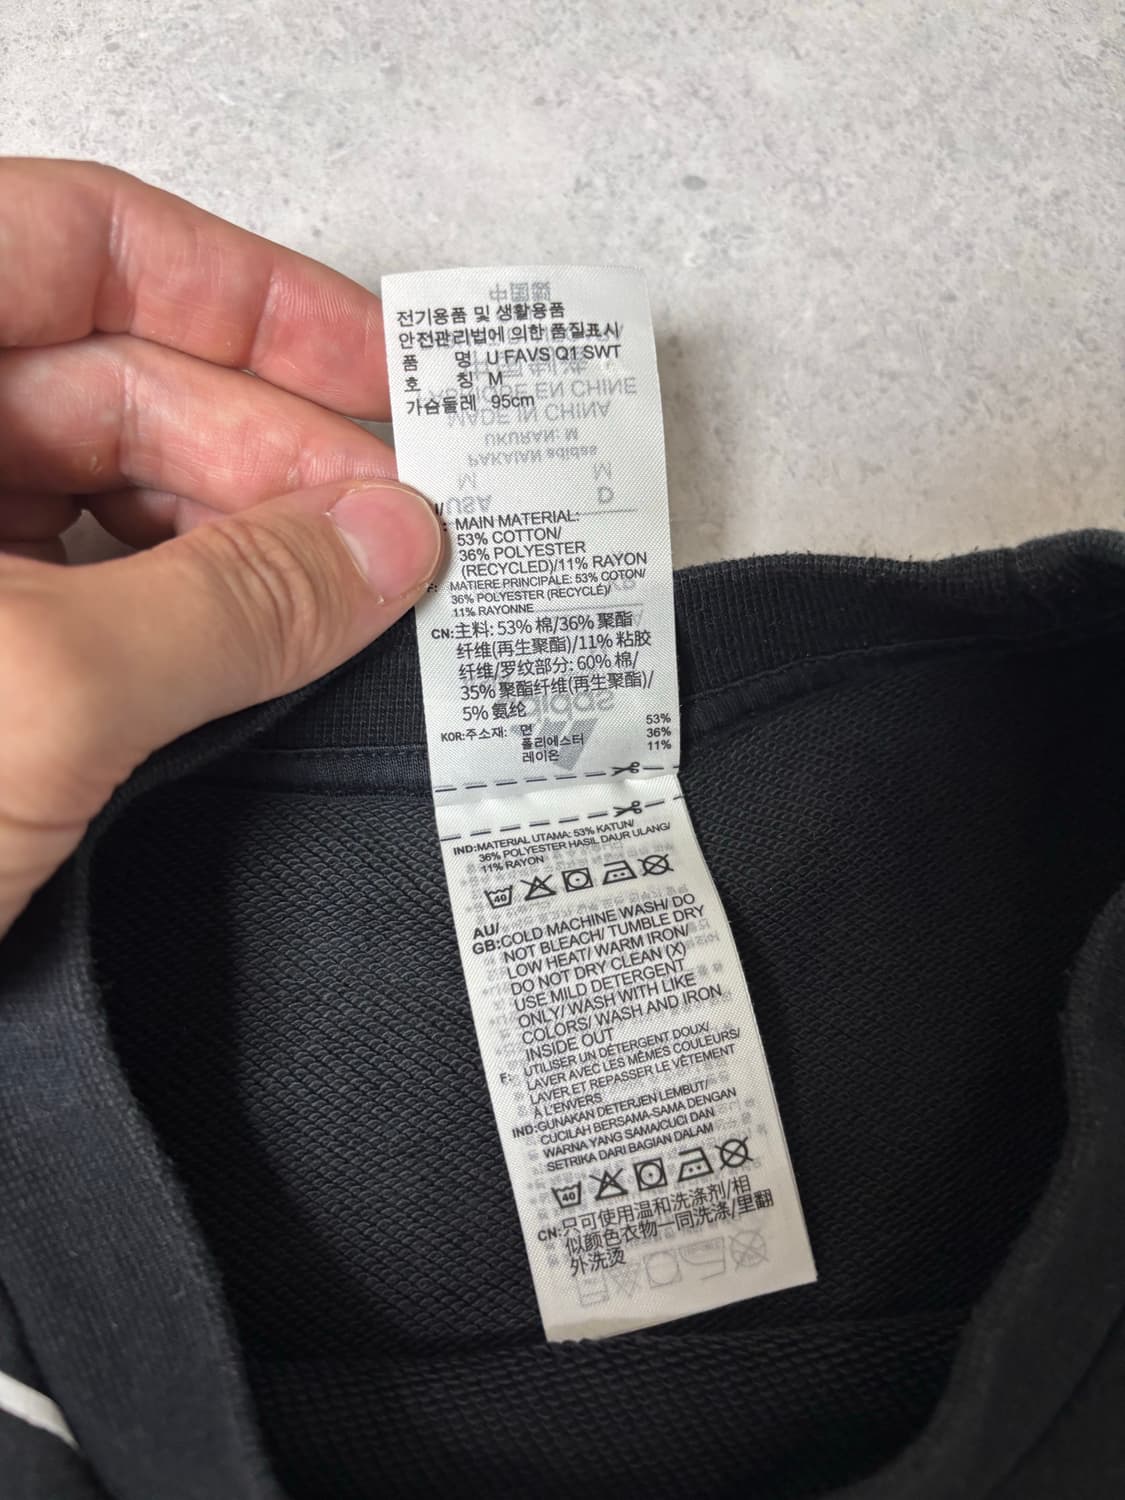 전기용품 및 생활용품
안전관리법에 의한 품질표시
품 명 U FAVS Q1 SWT
호 칭 M
가슴둘레 95cm
MADE IN CHINA
UKURAN: M
PAKAIAN adidas
M M
USA D
MAIN MATERIAL:
53% COTTON/
36% POLYESTER
(RECYCLED)/11% RAYON
F: MATIERE PRINCIPALE: 53% COTON/
36% POLYESTER (RECYCLÉ)/
11% RAYONNE
CN:主料: 53% 棉/36% 聚酯
纤维(再生聚酯)/11% 粘胶
纤维/罗纹部分: 60% 棉/
35% 聚酯纤维(再生聚酯)/
5% 氨纶
adidas
KOR:주소재: 면 53%
폴리에스터 36%
레이온 11%
IND:MATERIAL UTAMA: 53% KATUN/
36% POLYESTER HASIL DAUR ULANG/
11% RAYON
40
AU/
GB:COLD MACHINE WASH/ DO
NOT BLEACH/ TUMBLE DRY
LOW HEAT/ WARM IRON/
DO NOT DRY CLEAN (X)
USE MILD DETERGENT
ONLY/ WASH WITH LIKE
COLORS/ WASH AND IRON
INSIDE OUT
F: UTILISER UN DÉTERGENT DOUX/
LAVER AVEC LES MÊMES COULEURS/
LAVER ET REPASSER LE VÊTEMENT
À L'ENVERS
IND:GUNAKAN DETERJEN LEMBUT/
CUCILAH BERSAMA-SAMA DENGAN
WARNA YANG SAMA/CUCI DAN
SETRIKA DARI BAGIAN DALAM
40
CN:只可使用温和洗涤剂/相
似颜色衣物一同洗涤/里翻
外洗烫